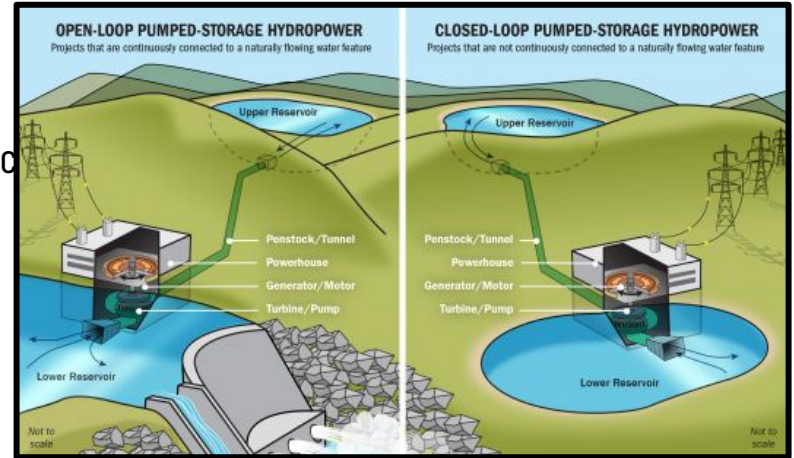 OPEN-LOOP PUMPED-STORAGE HYDROPOWER
Projects that are continuously connected to a naturally flowing water feature
Upper Reservoir
Penstock/Tunnel
Powerhouse
Generator/Motor
Turbine/Pump
Lower Reservoir
Not to
scale
CLOSED-LOOP PUMPED-STORAGE HYDROPOWER
Projects that are not continuously connected to a naturally flowing water feature
Upper Reservoir
Penstock/Tunnel
Powerhouse
Generator/Motor
Turbine/Pump
Lower Reservoir
Not to
scale